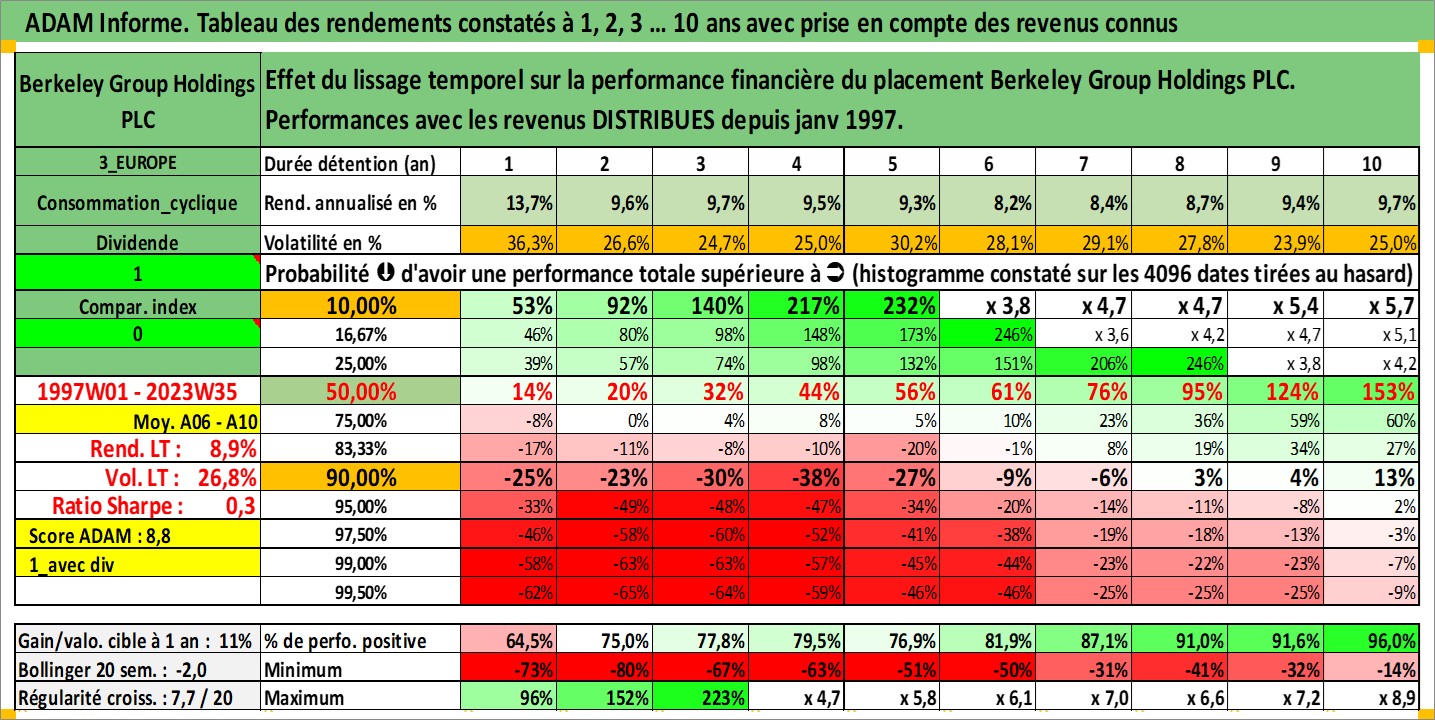 ADAM Informe. Tableau des rendements constatés à 1, 2, 3 ... 10 ans avec prise en compte des revenus connus
Berkeley Group Holdings PLC
Effet du lissage temporel sur la performance financière du placement Berkeley Group Holdings PLC.
Performances avec les revenus DISTRIBUES depuis janv 1997.
3_EUROPE Durée détention (an) 1 2 3 4 5 6 7 8 9 10
Consommation_cyclique Rend. annualisé en % 13,7% 9,6% 9,7% 9,5% 9,3% 8,2% 8,4% 8,7% 9,4% 9,7%
Dividende Volatilité en % 36,3% 26,6% 24,7% 25,0% 30,2% 28,1% 29,1% 27,8% 23,9% 25,0%
1 Probabilité ⬇ d'avoir une performance totale supérieure à ➲ (histogramme constaté sur les 4096 dates tirées au hasard)
Compar. index 10,00% 53% 92% 140% 217% 232% x 3,8 x 4,7 x 4,7 x 5,4 x 5,7
0 16,67% 46% 80% 98% 148% 173% 246% x 3,6 x 4,2 x 4,7 x 5,1
25,00% 39% 57% 74% 98% 132% 151% 206% 246% x 3,8 x 4,2
1997W01 - 2023W35 50,00% 14% 20% 32% 44% 56% 61% 76% 95% 124% 153%
Moy. A06 - A10 75,00% -8% 0% 4% 8% 5% 10% 23% 36% 59% 60%
Rend. LT : 8,9% 83,33% -17% -11% -8% -10% -20% -1% 8% 19% 34% 27%
Vol. LT : 26,8% 90,00% -25% -23% -30% -38% -27% -9% -6% 3% 4% 13%
Ratio Sharpe : 0,3 95,00% -33% -49% -48% -47% -34% -20% -14% -11% -8% 2%
Score ADAM : 8,8 97,50% -46% -58% -60% -52% -41% -38% -19% -18% -13% -3%
1_avec div 99,00% -58% -63% -63% -57% -45% -44% -23% -22% -23% -7%
99,50% -62% -65% -64% -59% -46% -46% -25% -25% -25% -9%
Gain/valo. cible à 1 an : 11% % de perfo. positive 64,5% 75,0% 77,8% 79,5% 76,9% 81,9% 87,1% 91,0% 91,6% 96,0%
Bollinger 20 sem. : -2,0 Minimum -73% -80% -67% -63% -51% -50% -31% -41% -32% -14%
Régularité croiss. : 7,7 / 20 Maximum 96% 152% 223% x 4,7 x 5,8 x 6,1 x 7,0 x 6,6 x 7,2 x 8,9